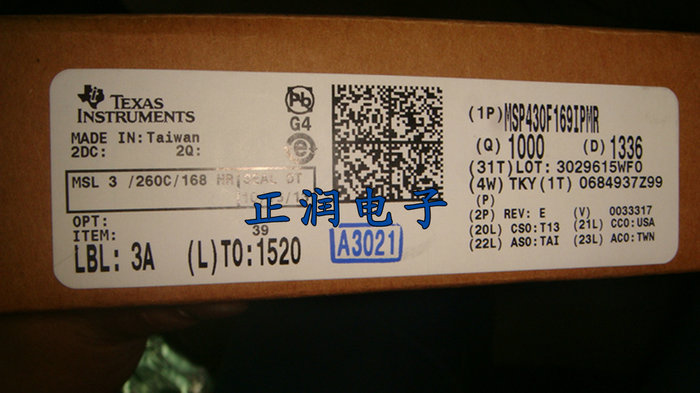 TEXAS
INSTRUMENTS
MADE IN: Taiwan
2DC: 2Q:
MSL 3 /260C/168 HR SEAL DT
OPT:
ITEM: 39
LBL: 3A (L)TO:1520
Pb
G4
e
A3021
(1P) MSP430F169IPMR
(Q) 1000 (D) 1336
(31T)LOT: 3029615WF0
(4W) TKY(1T) 0684937Z99
(P)
(2P) REV: E (V) 0033317
(20L) CSO:T13 (21L) CCO:USA
(22L) ASO:TAI (23L) ACO:TWN
正润电子